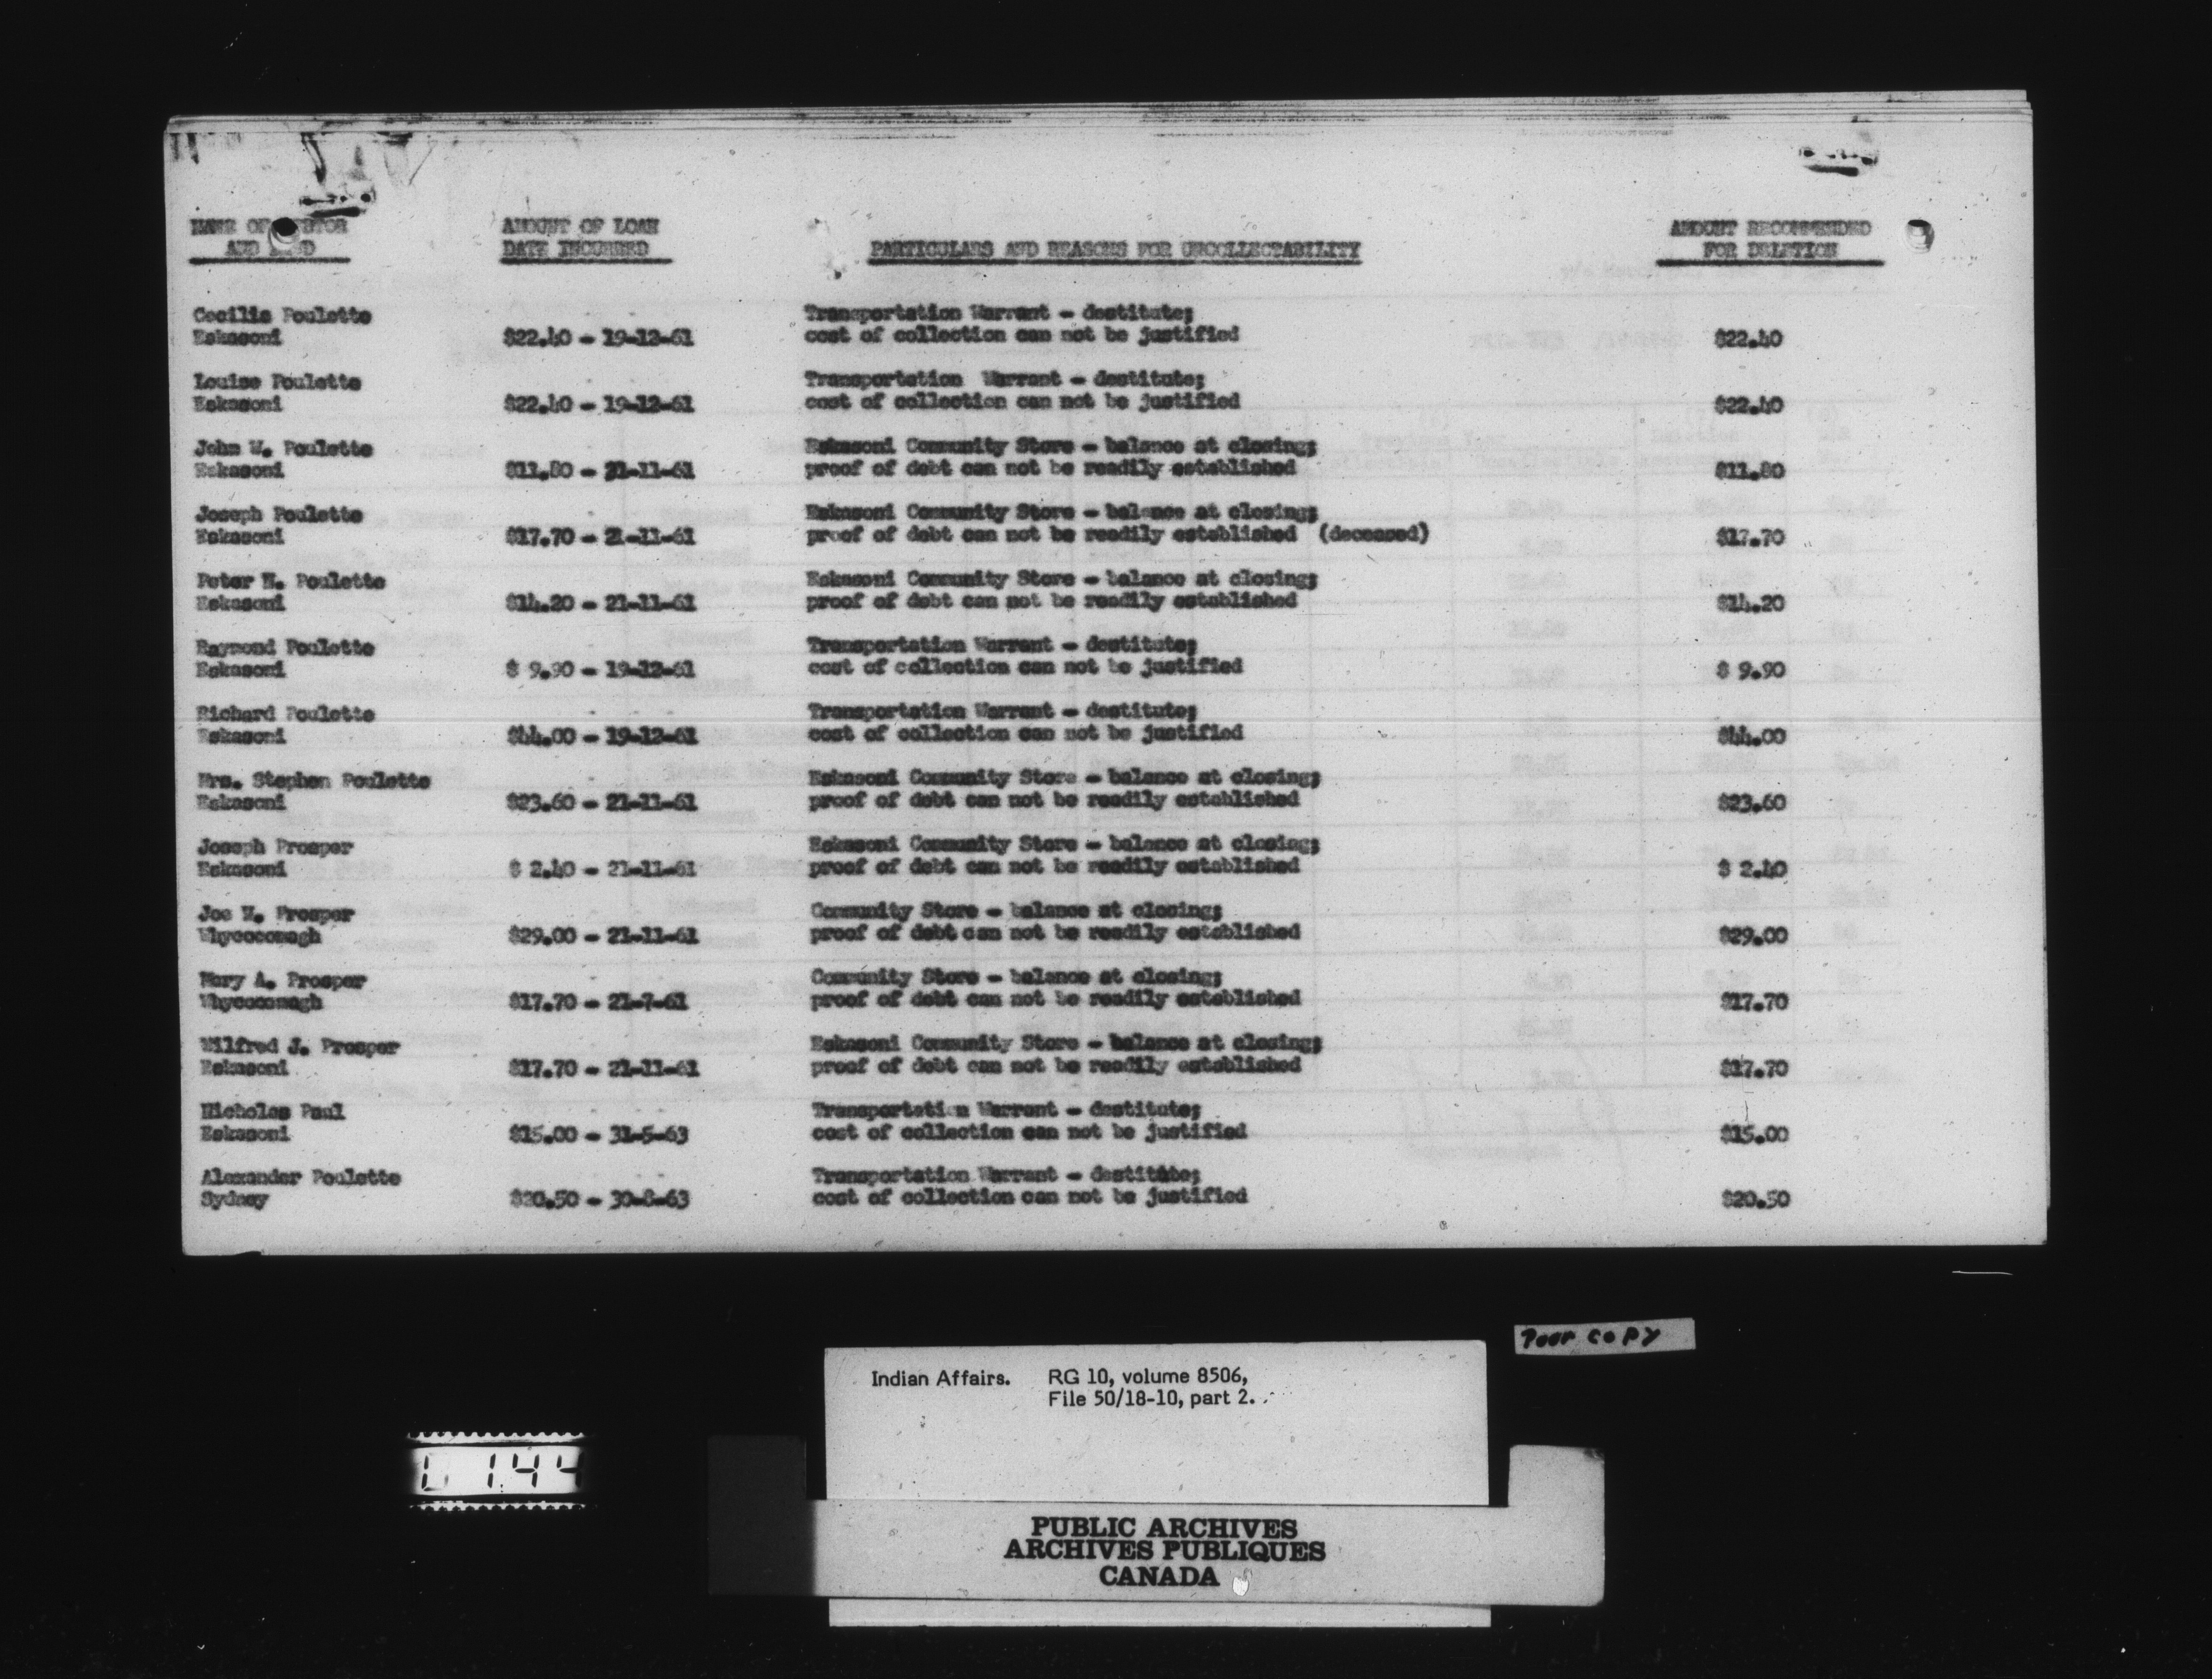 NAME OF DEBTOR AMOUNT OF LOAN AMOUNT RECOMMENDED
AND BAND DATE INCURRED PARTICULARS AND REASONS FOR UNCOLLECTABILITY FOR DELETION
Cecilia Poulette Transportation Warrant - destitute;
Eskasoni $22.40 - 19-12-61 cost of collection can not be justified $22.40
Louise Poulette Transportation Warrant - destitute;
Eskasoni $22.40 - 19-12-61 cost of collection can not be justified $22.40
John W. Poulette Eskasoni Community Store - balance at closing;
Eskasoni $11.80 - 21-11-61 proof of debt can not be readily established $11.80
Joseph Poulette Eskasoni Community Store - balance at closing;
Eskasoni $17.70 - 21-11-61 proof of debt can not be readily established (deceased) $17.70
Peter N. Poulette Eskasoni Community Store - balance at closing;
Eskasoni $14.20 - 21-11-61 proof of debt can not be readily established $14.20
Raymond Poulette Transportation Warrant - destitute;
Eskasoni $ 9.90 - 19-12-61 cost of collection can not be justified $ 9.90
Richard Poulette Transportation Warrant - destitute;
Eskasoni $44.00 - 19-12-61 cost of collection can not be justified $44.00
Mrs. Stephen Poulette Eskasoni Community Store - balance at closing;
Eskasoni $23.60 - 21-11-61 proof of debt can not be readily established $23.60
Joseph Prosper Eskasoni Community Store - balance at closing;
Eskasoni $ 2.40 - 21-11-61 proof of debt can not be readily established $ 2.40
Joe Prosper Community Store - balance at closing;
Whycocomagh $29.00 - 21-11-61 proof of debt can not be readily established $29.00
Mary A. Prosper Community Store - balance at closing;
Whycocomagh $17.70 - 21-7-61 proof of debt can not be readily established $17.70
Wilfred J. Prosper Eskasoni Community Store - balance at closing;
Eskasoni $17.70 - 21-11-61 proof of debt can not be readily established $17.70
Nicholas Paul Transportation Warrant - destitute;
Eskasoni $15.00 - 31-5-63 cost of collection can not be justified $15.00
Alexander Poulette Transportation Warrant - destitute;
Sydney $20.50 - 30-8-63 cost of collection can not be justified $20.50
Poor copy
Indian Affairs. RG 10, volume 8506,
File 50/18-10, part 2.
144
PUBLIC ARCHIVES
ARCHIVES PUBLIQUES
CANADA